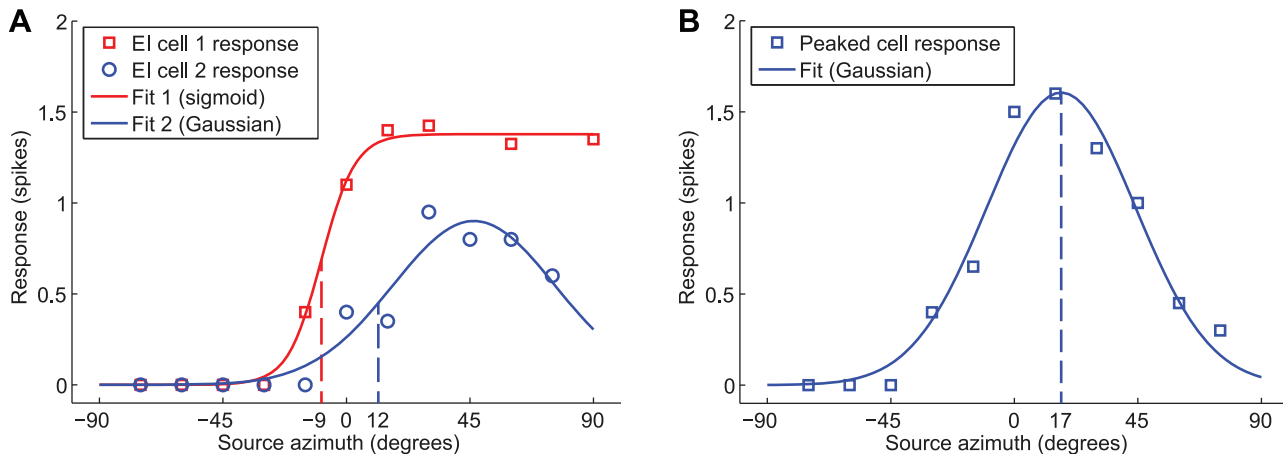 A
EI cell 1 response
EI cell 2 response
Fit 1 (sigmoid)
Fit 2 (Gaussian)
Response (spikes)
2
1.5
1
0.5
0
−90 −45 −9 0 12 45 90
Source azimuth (degrees)
B
Peaked cell response
Fit (Gaussian)
Response (spikes)
2
1.5
1
0.5
0
−90 −45 0 17 45 90
Source azimuth (degrees)